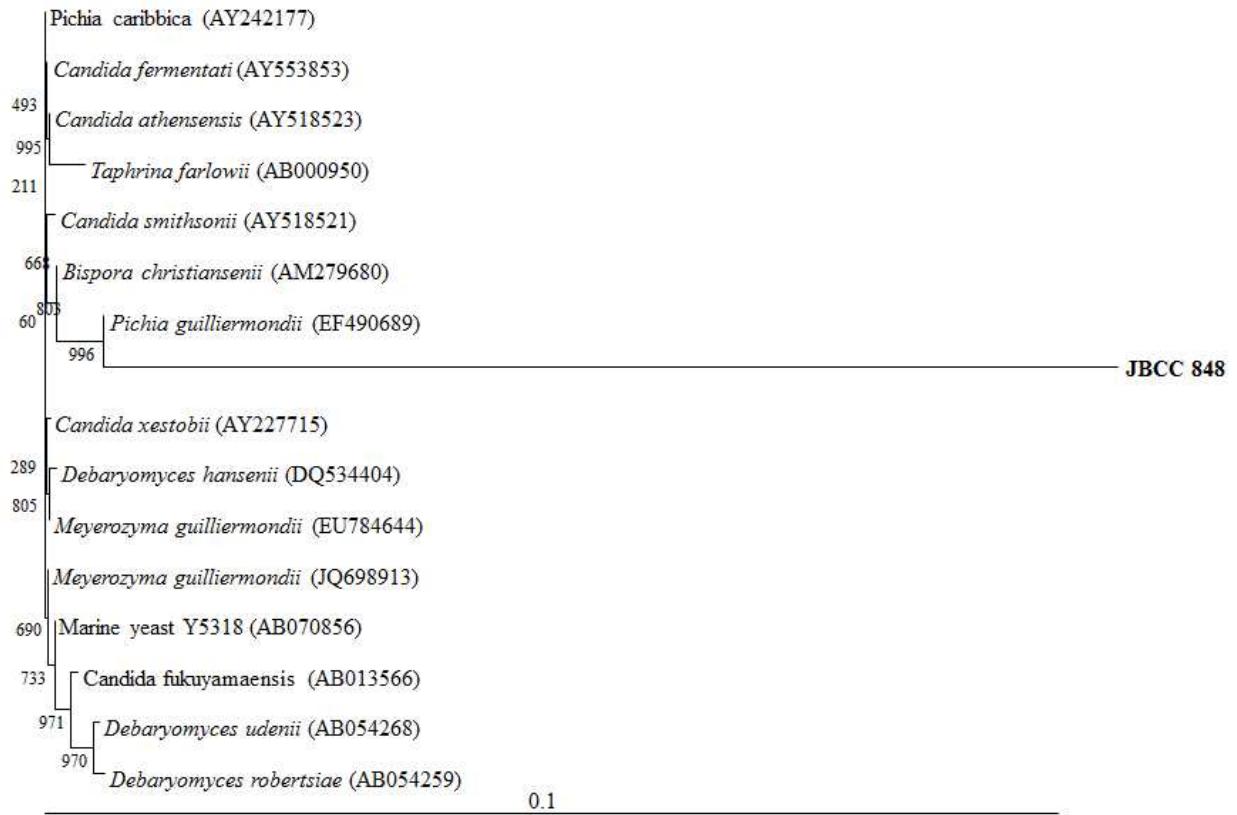 Pichia caribbica (AY242177)
Candida fermentati (AY553853)
493
Candida athensensis (AY518523)
995
Taphrina farlowii (AB000950)
211
Candida smithsonii (AY518521)
668
Bispora christiansenii (AM279680)
803
60
Pichia guilliermondii (EF490689)
996
JBCC 848
Candida xestobii (AY227715)
289
Debaryomyces hansenii (DQ534404)
805
Meyerozyma guilliermondii (EU784644)
Meyerozyma guilliermondii (JQ698913)
690
Marine yeast Y5318 (AB070856)
733
Candida fukuyamaensis (AB013566)
971
Debaryomyces udenii (AB054268)
970
Debaryomyces robertsiae (AB054259)
0.1